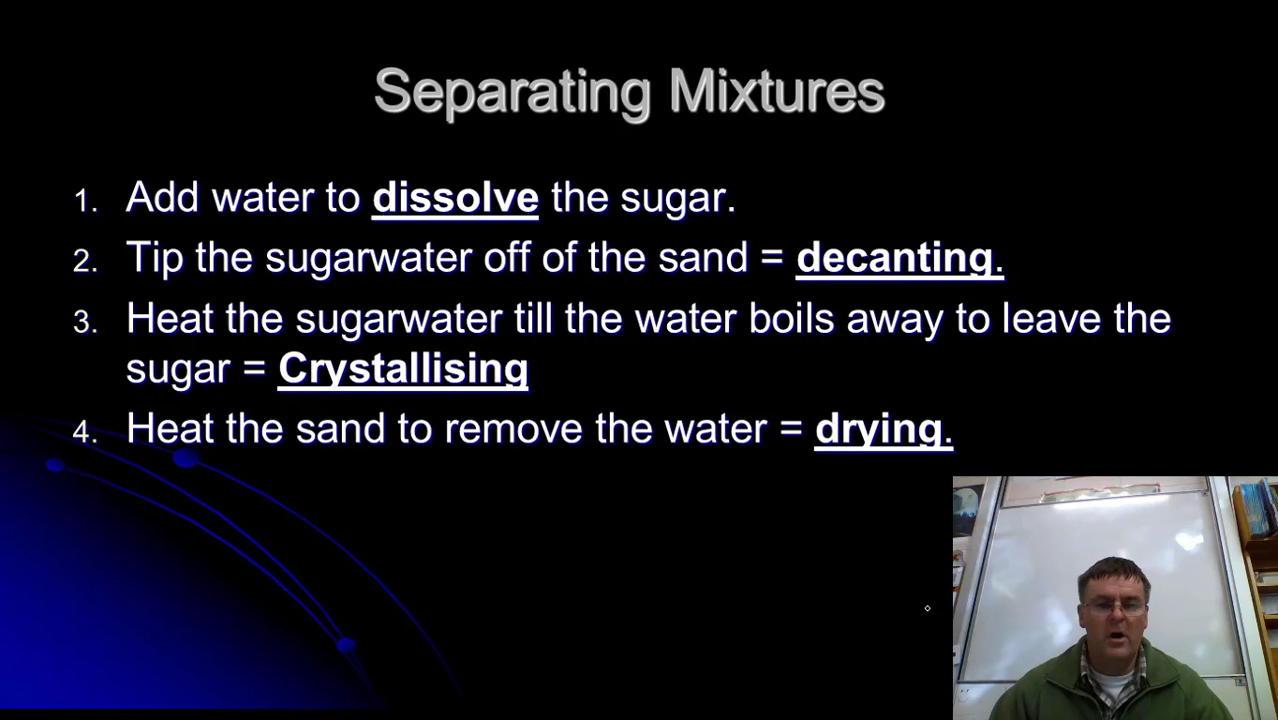 Separating Mixtures
1. Add water to dissolve the sugar.
2. Tip the sugarwater off of the sand = decanting.
3. Heat the sugarwater till the water boils away to leave the
sugar = Crystallising
4. Heat the sand to remove the water = drying.